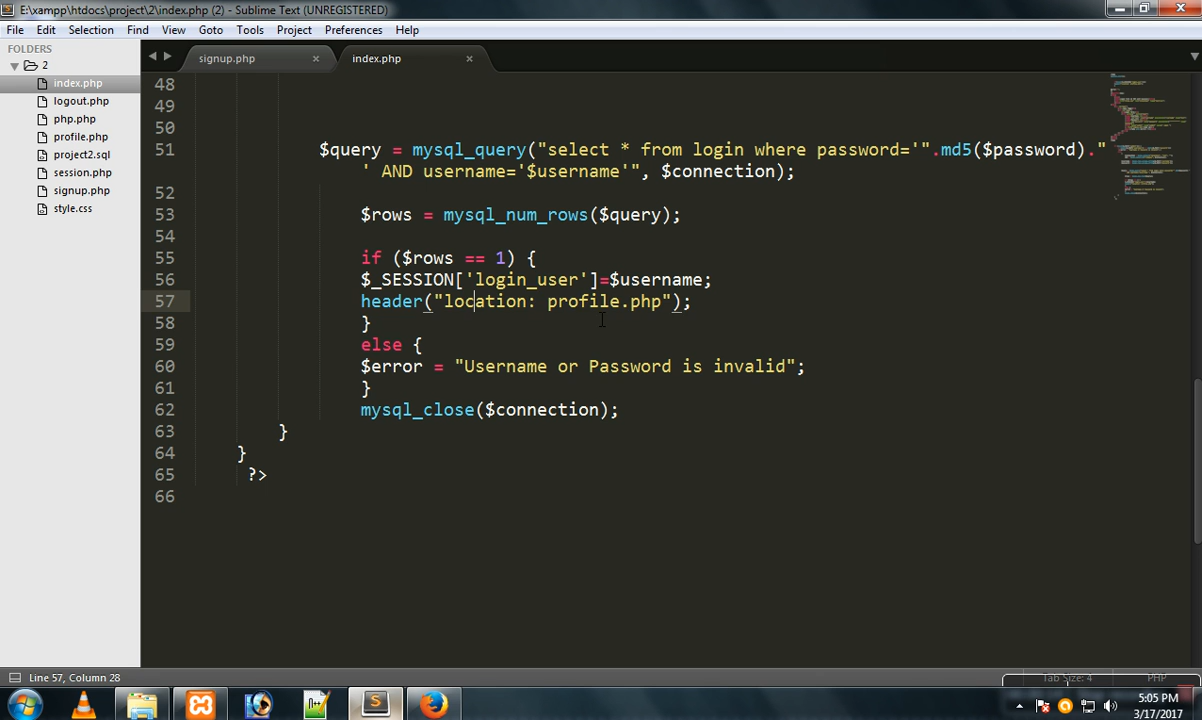 E:\xampp\htdocs\project\2\index.php (2) - Sublime Text (UNREGISTERED)
File Edit Selection Find View Goto Tools Project Preferences Help
FOLDERS
2
index.php
logout.php
php.php
profile.php
project2.sql
session.php
signup.php
style.css
signup.php × index.php ×
48
49
50
51 $query = mysql_query("select * from login where password='".md5($password)."
' AND username='$username'", $connection);
52
53 $rows = mysql_num_rows($query);
54
55 if ($rows == 1) {
56 $_SESSION['login_user']=$username;
57 header("location: profile.php");
58 }
59 else {
60 $error = "Username or Password is invalid";
61 }
62 mysql_close($connection);
63 }
64 }
65 ?>
66
Line 57, Column 28
Tab Size: 4 PHP
5:05 PM
3/17/2017